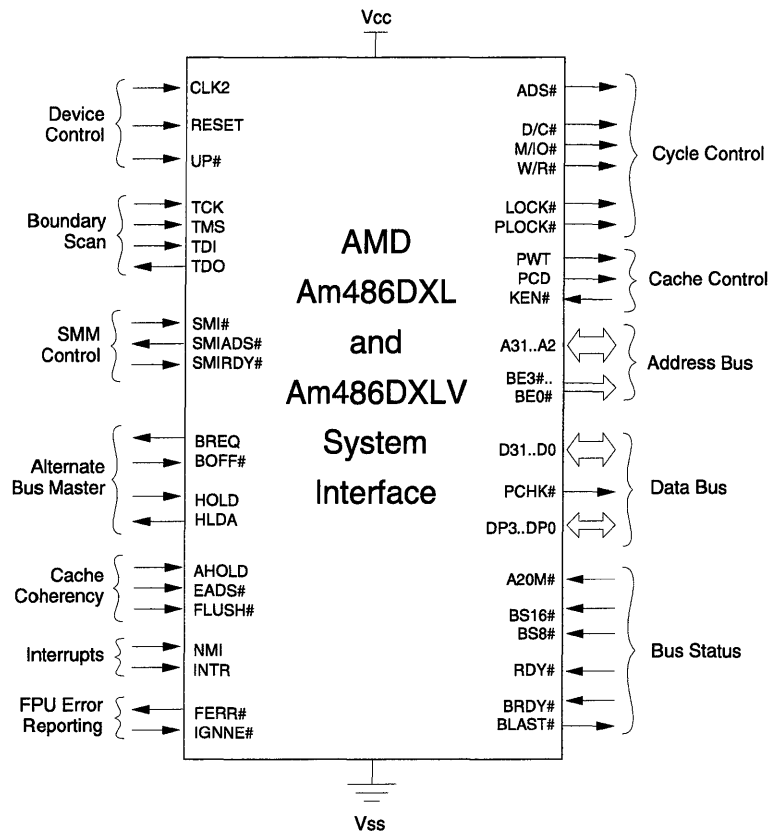 Vcc
Device
Control
CLK2
RESET
UP#
Boundary
Scan
TCK
TMS
TDI
TDO
SMM
Control
SMI#
SMIADS#
SMIRDY#
Alternate
Bus Master
BREQ
BOFF#
HOLD
HLDA
Cache
Coherency
AHOLD
EADS#
FLUSH#
Interrupts
NMI
INTR
FPU Error
Reporting
FERR#
IGNNE#
AMD
Am486DXL
and
Am486DXLV
System
Interface
ADS#
D/C#
M/IO#
W/R#
LOCK#
PLOCK#
Cycle Control
PWT
PCD
KEN#
Cache Control
A31..A2
BE3#..
BE0#
Address Bus
D31..D0
PCHK#
DP3..DP0
Data Bus
A20M#
BS16#
BS8#
RDY#
BRDY#
BLAST#
Bus Status
Vss